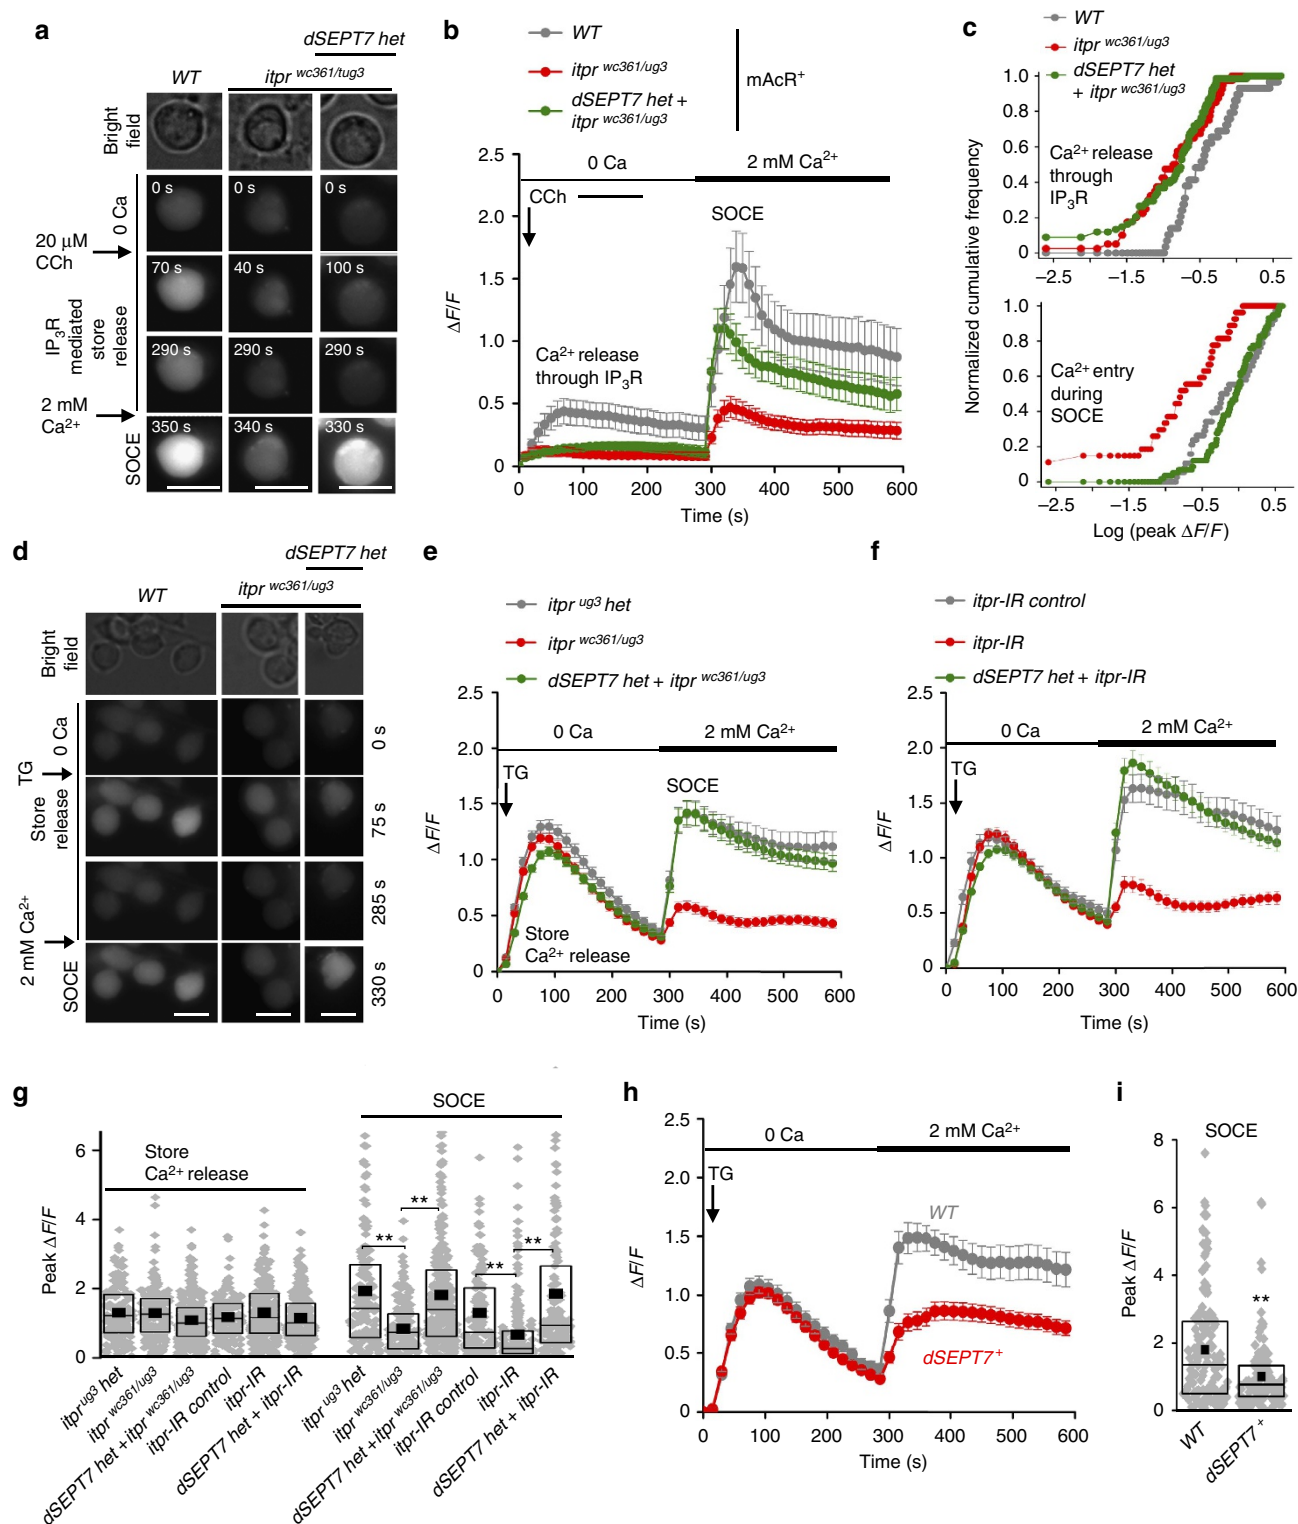 a
dSEPT7 het
WT
itpr wc361/tug3
Bright field
0 s
0 s
0 s
0 Ca
20 µM CCh
70 s
40 s
100 s
IP3R mediated store release
290 s
290 s
290 s
2 mM Ca2+
350 s
340 s
330 s
SOCE
b
WT
itpr wc361/ug3
dSEPT7 het +
itpr wc361/ug3
mAcR+
2.5
2.0
1.5
1.0
0.5
0
ΔF/F
0 Ca
2 mM Ca2+
CCh
SOCE
Ca2+ release
through IP3R
0 100 200 300 400 500 600
Time (s)
c
WT
itpr wc361/ug3
dSEPT7 het
+ itpr wc361/ug3
1.0
0.8
0.6
0.4
0.2
0
Ca2+ release
through
IP3R
–2.5 –1.5 –0.5 0.5
Normalized cumulative frequency
1.0
0.8
0.6
0.4
0.2
0
Ca2+ entry
during
SOCE
–2.5 –1.5 –0.5 0.5
Log (peak ΔF/F)
d
dSEPT7 het
WT
itpr wc361/ug3
Bright field
0 Ca
0 s
TG
Store release
75 s
285 s
2 mM Ca2+
SOCE
330 s
e
itpr ug3 het
itpr wc361/ug3
dSEPT7 het + itpr wc361/ug3
2.5
2.0
1.5
1.0
0.5
0
ΔF/F
0 Ca
2 mM Ca2+
TG
SOCE
Store
Ca2+ release
0 100 200 300 400 500 600
Time (s)
f
itpr-IR control
itpr-IR
dSEPT7 het + itpr-IR
2.5
2.0
1.5
1.0
0.5
0
ΔF/F
0 Ca
2 mM Ca2+
TG
0 100 200 300 400 500 600
Time (s)
g
SOCE
Store
Ca2+ release
6
4
2
0
Peak ΔF/F
**
**
**
**
itpr ug3 het
itpr wc361/ug3
dSEPT7 het +itpr wc361/ug3
itpr-IR control
itpr-IR
dSEPT7 het + itpr-IR
itpr ug3 het
itpr wc361/ug3
dSEPT7 het +itpr wc361/ug3
itpr-IR control
itpr-IR
dSEPT7 het + itpr-IR
h
2.5
2.0
1.5
1.0
0.5
0
ΔF/F
0 Ca
2 mM Ca2+
TG
WT
dSEPT7+
0 100 200 300 400 500 600
Time (s)
i
SOCE
8
6
4
2
0
Peak ΔF/F
**
WT
dSEPT7+